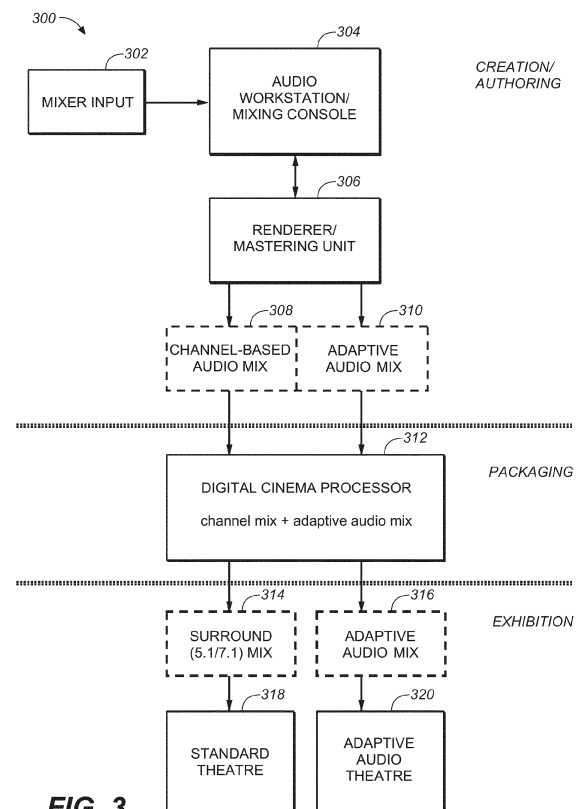 300
302
304
CREATION/
AUTHORING
MIXER INPUT
AUDIO
WORKSTATION/
MIXING CONSOLE
306
RENDERER/
MASTERING UNIT
308
310
CHANNEL-BASED
AUDIO MIX
ADAPTIVE
AUDIO MIX
312
PACKAGING
DIGITAL CINEMA PROCESSOR
channel mix + adaptive audio mix
314
316
EXHIBITION
SURROUND
(5.1/7.1) MIX
ADAPTIVE
AUDIO MIX
318
320
STANDARD
THEATRE
ADAPTIVE
AUDIO
THEATRE
FIG. 3